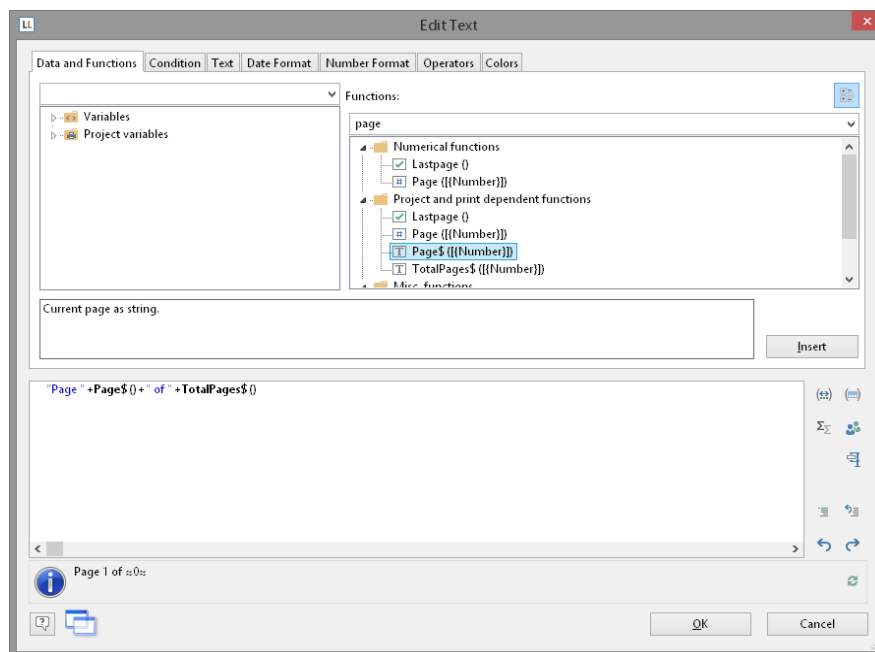 LL
Edit Text
Data and Functions Condition Text Date Format Number Format Operators Colors
Functions:
Variables
Project variables
page
Numerical functions
Lastpage ()
Page ([{Number}])
Project and print dependent functions
Lastpage ()
Page ([{Number}])
Page$ ([{Number}])
TotalPages$ ([{Number}])
Misc. functions
Current page as string.
Insert
"Page " +Page$ ()+" of " +TotalPages$ ()
Page 1 of ≈0≈
OK Cancel